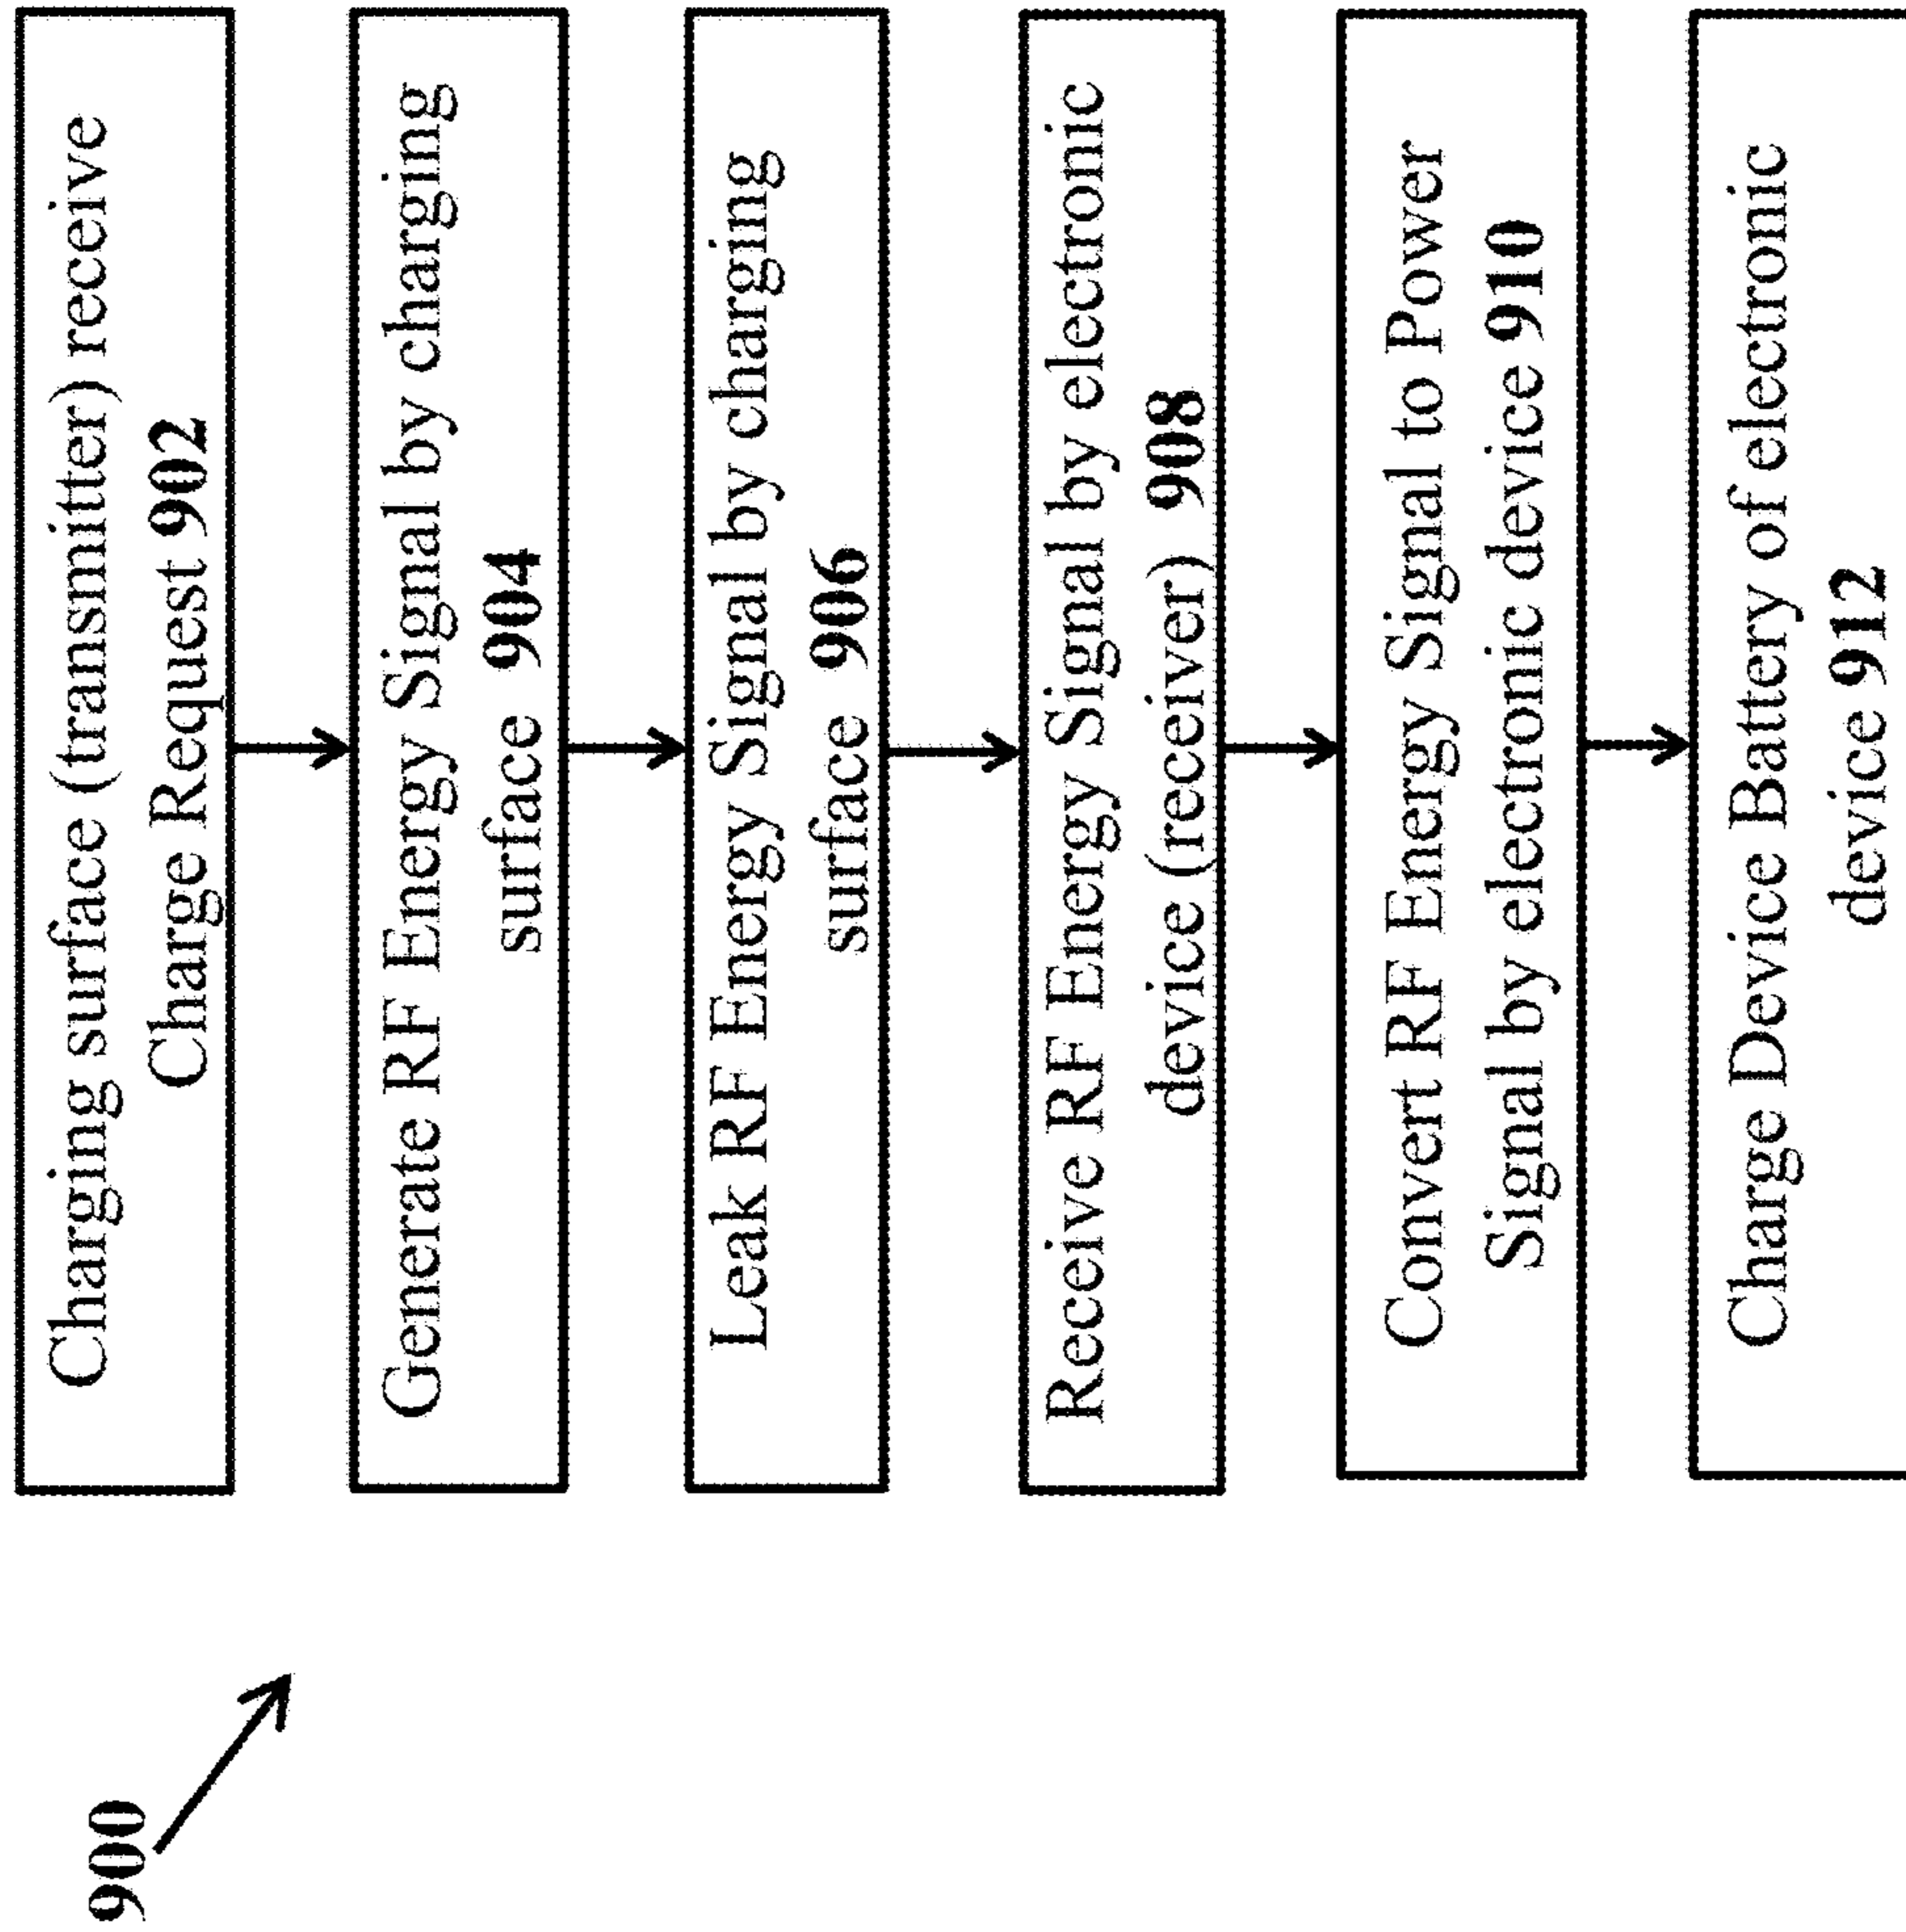 900
Charging surface (transmitter) receive
Charge Request 902
Generate RF Energy Signal by charging
surface 904
Leak RF Energy Signal by charging
surface 906
Receive RF Energy Signal by electronic
device (receiver) 908
Convert RF Energy Signal to Power
Signal by electronic device 910
Charge Device Battery of electronic
device 912